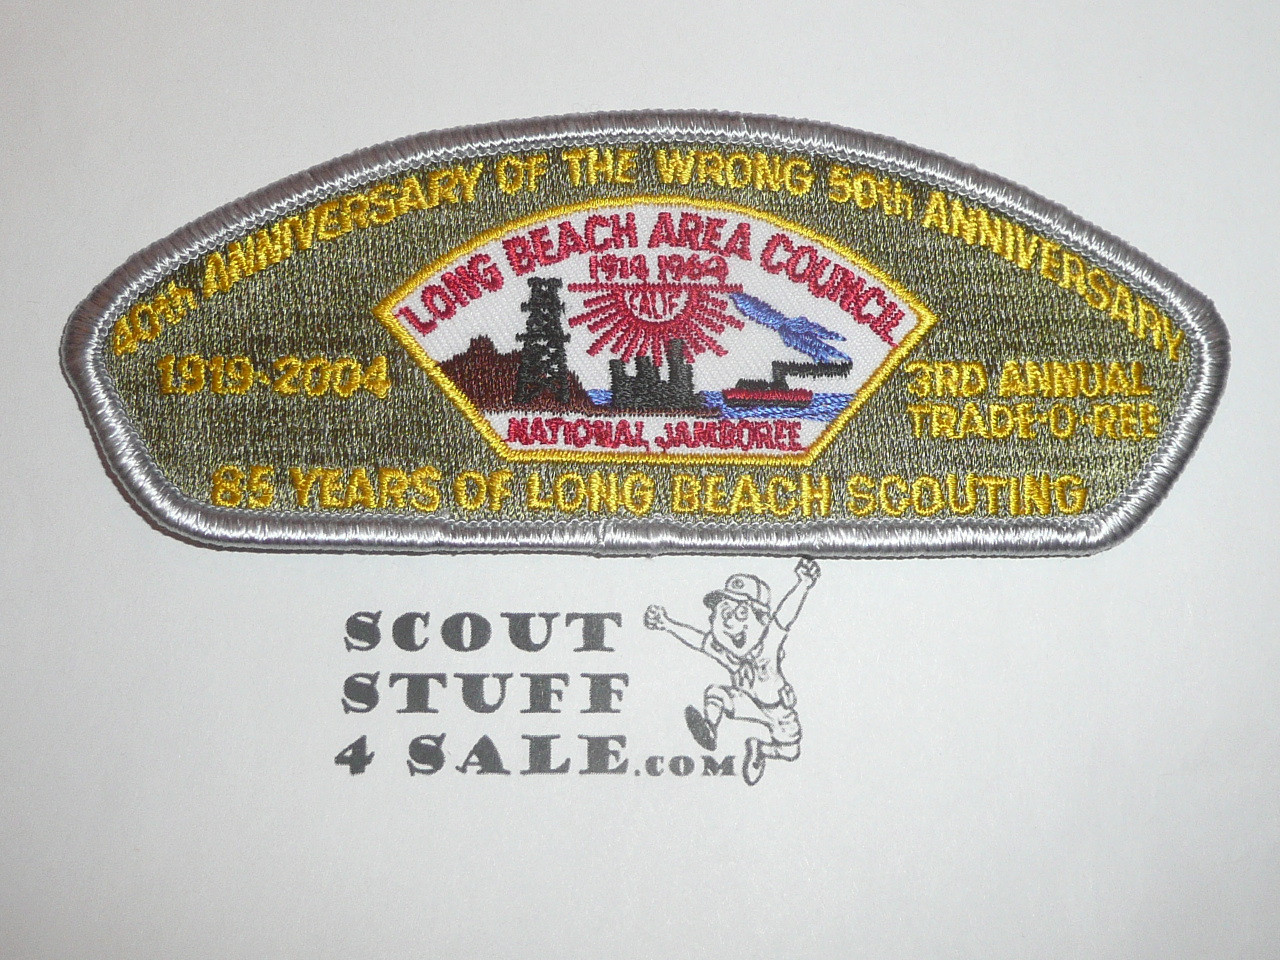 40th ANNIVERSARY OF THE WRONG 50th ANNIVERSARY
LONG BEACH AREA COUNCIL
1914 1964
1919-2004
3RD ANNUAL
TRADE-O-REE
NATIONAL JAMBOREE
85 YEARS OF LONG BEACH SCOUTING
SCOUT
STUFF
4 SALE.COM